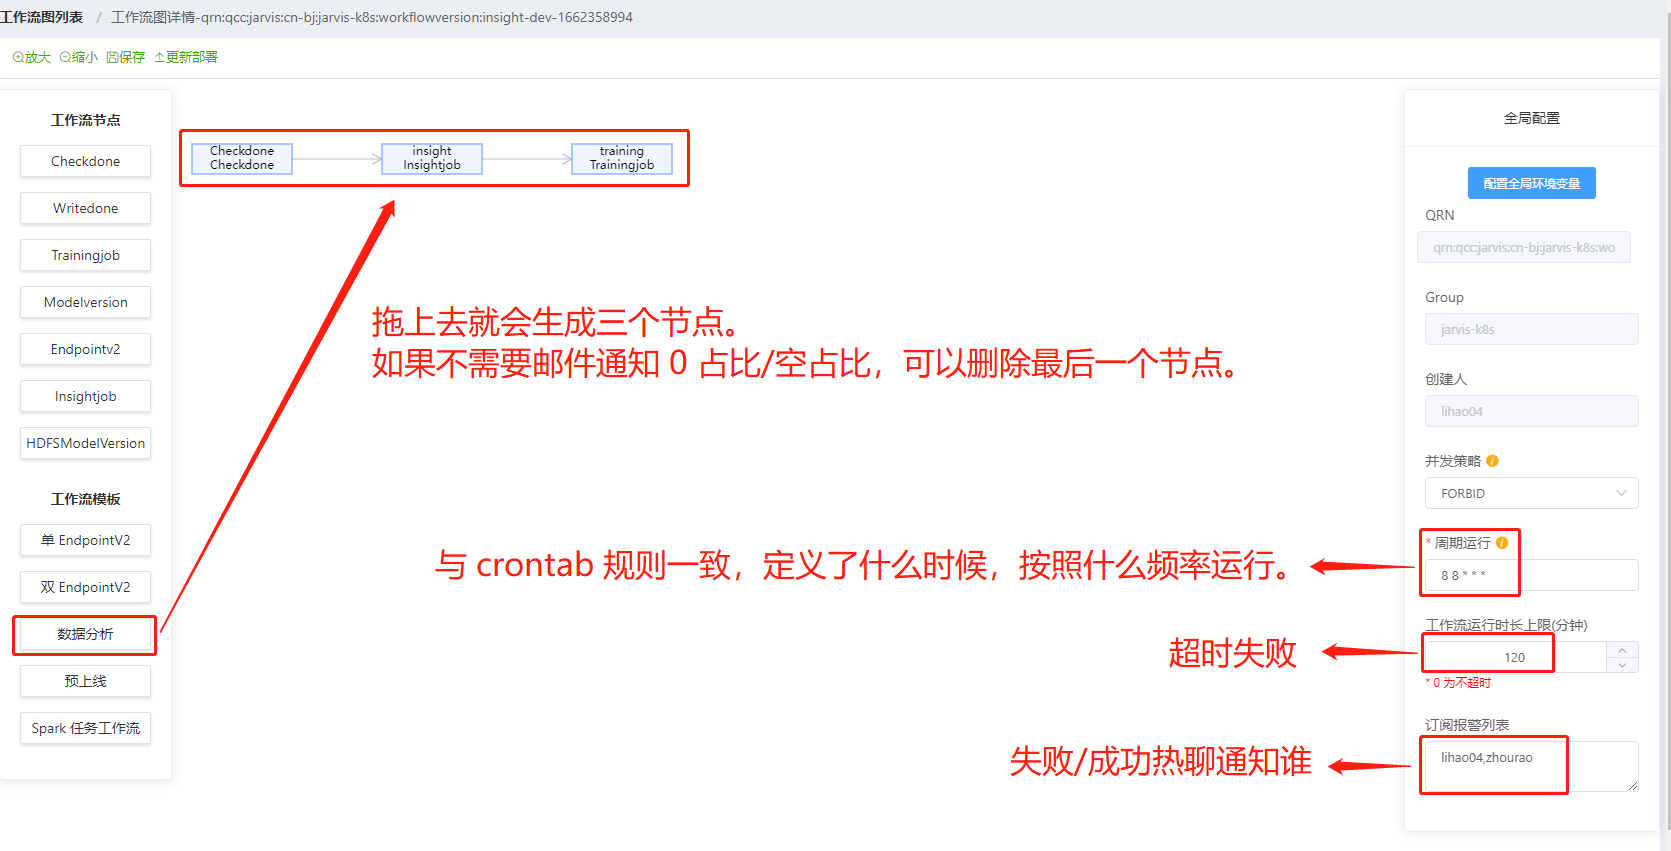 工作流图列表 / 工作流图详情-qrn:qcc:jarvis:cn-bj:jarvis-k8s:workflowversion:insight-dev-1662358994
放大 缩小 保存 更新部署
工作流节点
Checkdone
Writedone
Trainingjob
Modelversion
Endpointv2
Insightjob
HDFSModelVersion
工作流模板
单 EndpointV2
双 EndpointV2
数据分析
预上线
Spark 任务工作流
Checkdone
Checkdone
insight
Insightjob
training
Trainingjob
拖上去就会生成三个节点。
如果不需要邮件通知 0 占比/空占比，可以删除最后一个节点。
与 crontab 规则一致，定义了什么时候，按照什么频率运行。
超时失败
失败/成功热聊通知谁
全局配置
配置全局环境变量
QRN
qrn:qcc:jarvis:cn-bj:jarvis-k8s:wo
Group
jarvis-k8s
创建人
lihao04
并发策略
FORBID
* 周期运行
8 8 * * *
工作流运行时长上限(分钟)
120
* 0 为不超时
订阅报警列表
lihao04,zhourao